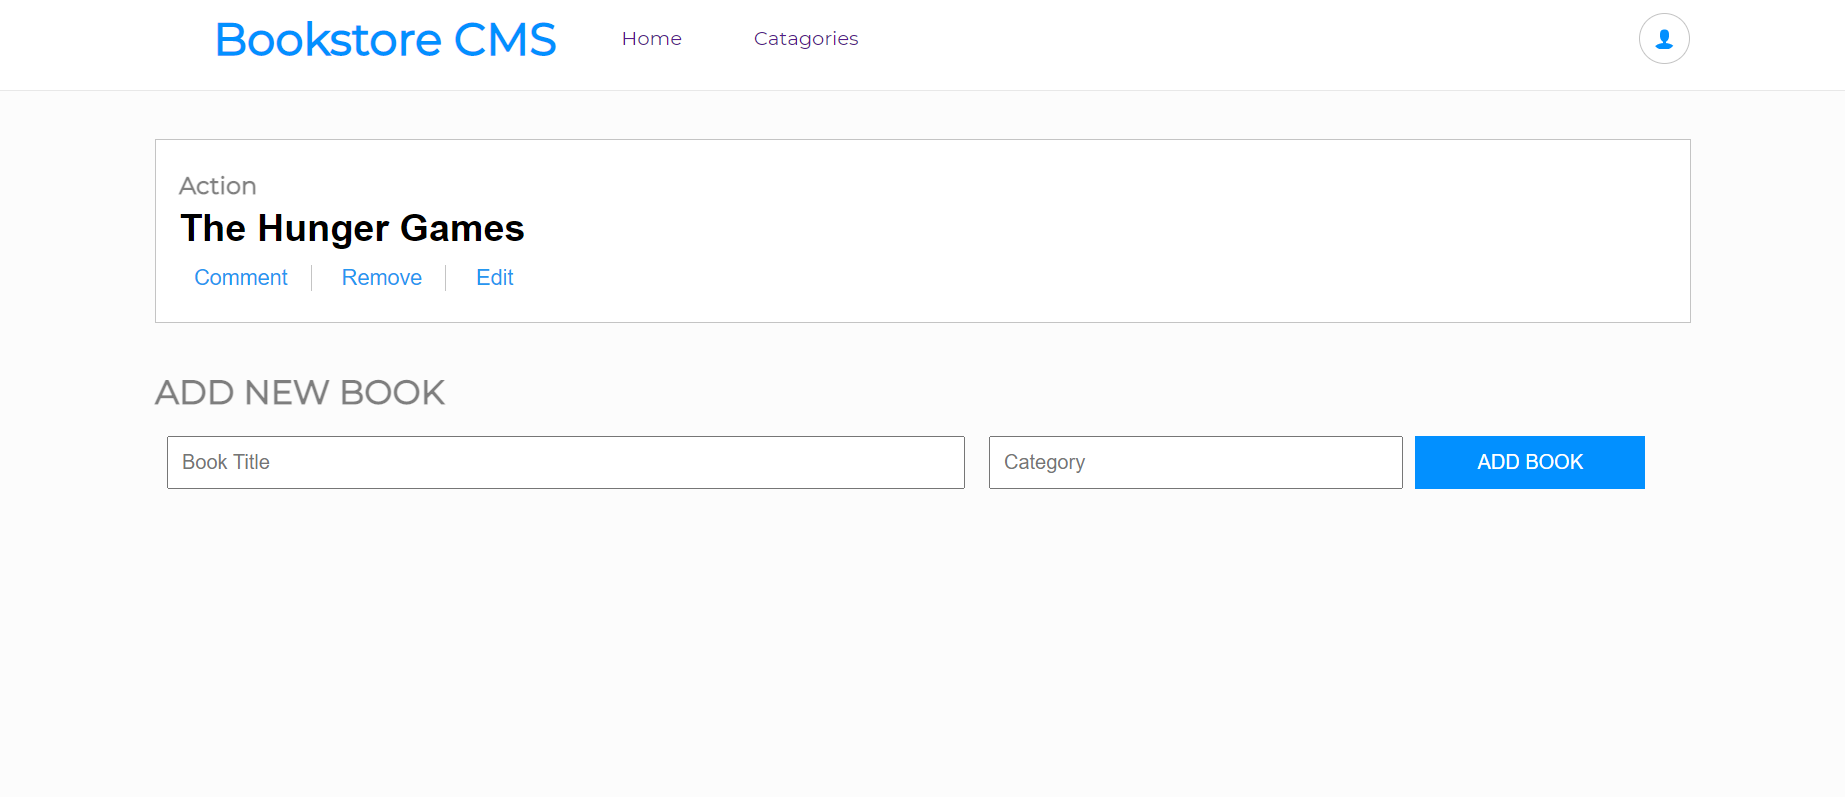 Bookstore CMS Home Catagories
Action
The Hunger Games
Comment Remove Edit
ADD NEW BOOK
Book Title Category ADD BOOK